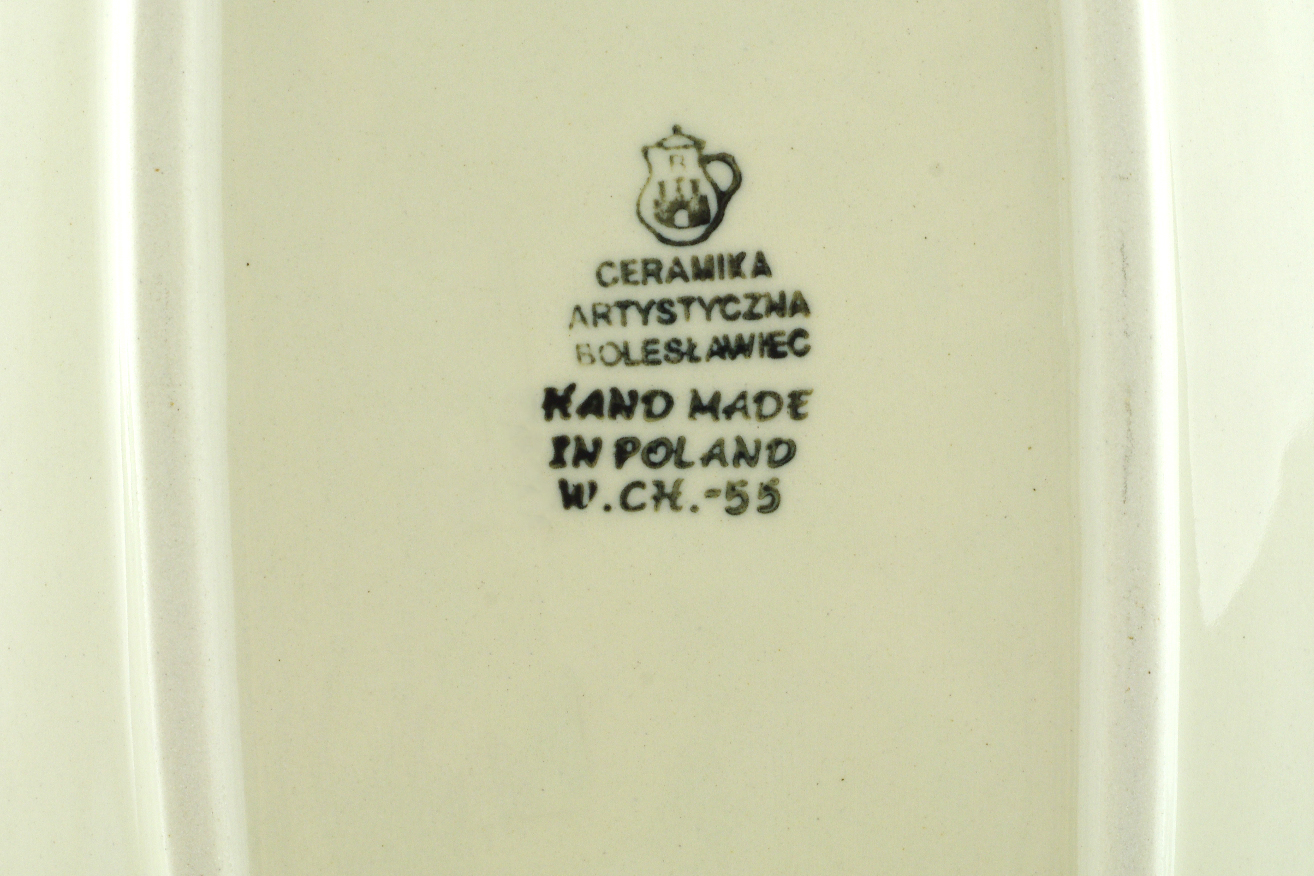 B
CERAMIKA
ARTYSTYCZNA
BOLESŁAWIEC
HAND MADE
IN POLAND
W.CH.-55